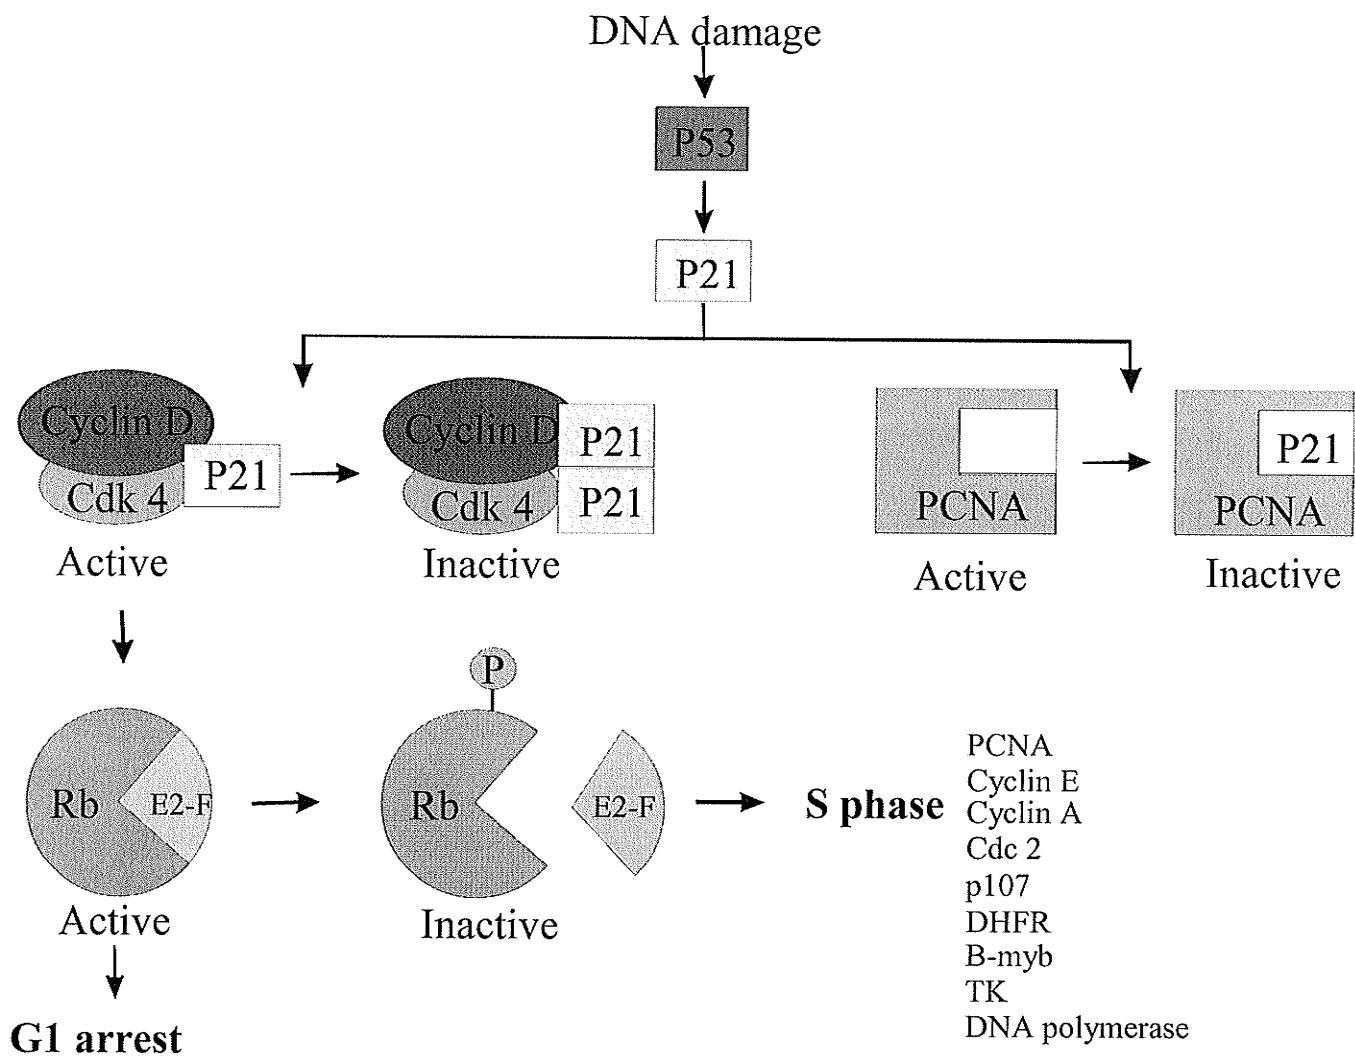 DNA damage
P53
P21
Cyclin D
P21
Cdk 4
Active
Cyclin D
P21
Cdk 4
P21
Inactive
PCNA
Active
P21
PCNA
Inactive
Rb
E2-F
Active
G1 arrest
P
Rb
Inactive
E2-F
S phase
PCNA
Cyclin E
Cyclin A
Cdc 2
p107
DHFR
B-myb
TK
DNA polymerase